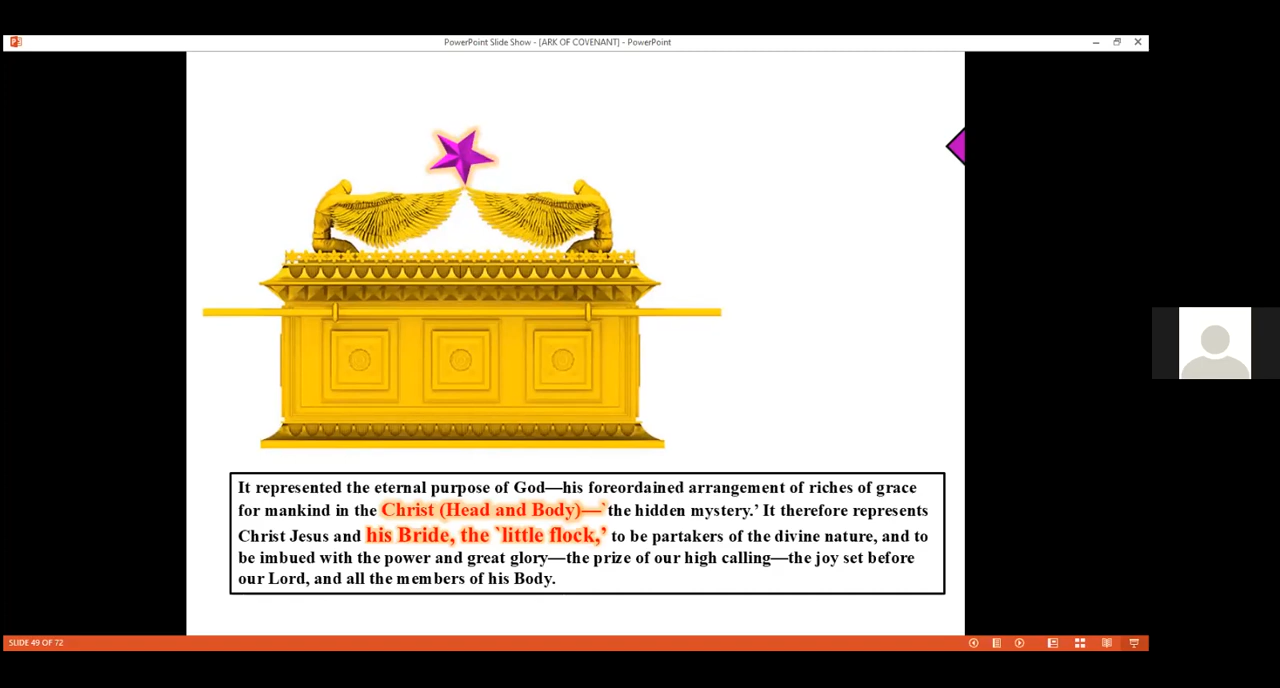 PowerPoint Slide Show - [ARK OF COVENANT] - PowerPoint
It represented the eternal purpose of God—his foreordained arrangement of riches of grace
for mankind in the Christ (Head and Body)—`the hidden mystery.’ It therefore represents
Christ Jesus and his Bride, the `little flock,’ to be partakers of the divine nature, and to
be imbued with the power and great glory—the prize of our high calling—the joy set before
our Lord, and all the members of his Body.
SLIDE 49 OF 72